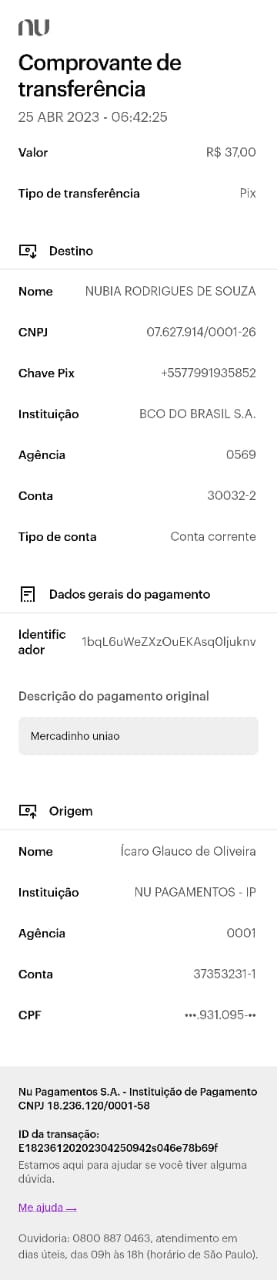 nu
Comprovante de
transferência
25 ABR 2023 - 06:42:25
Valor R$ 37,00
Tipo de transferência Pix
Destino
Nome NUBIA RODRIGUES DE SOUZA
CNPJ 07.627.914/0001-26
Chave Pix +5577991935852
Instituição BCO DO BRASIL S.A.
Agência 0569
Conta 30032-2
Tipo de conta Conta corrente
Dados gerais do pagamento
Identific
ador 1bqL6uWeZXzOuEKAsq0ljuknv
Descrição do pagamento original
Mercadinho uniao
Origem
Nome Ícaro Glauco de Oliveira
Instituição NU PAGAMENTOS - IP
Agência 0001
Conta 37353231-1
CPF •••.931.095-••
Nu Pagamentos S.A. - Instituição de Pagamento
CNPJ 18.236.120/0001-58
ID da transação:
E18236120202304250942s046e78b69f
Estamos aqui para ajudar se você tiver alguma
dúvida.
Me ajuda →
Ouvidoria: 0800 887 0463, atendimento em
dias úteis, das 09h às 18h (horário de São Paulo).